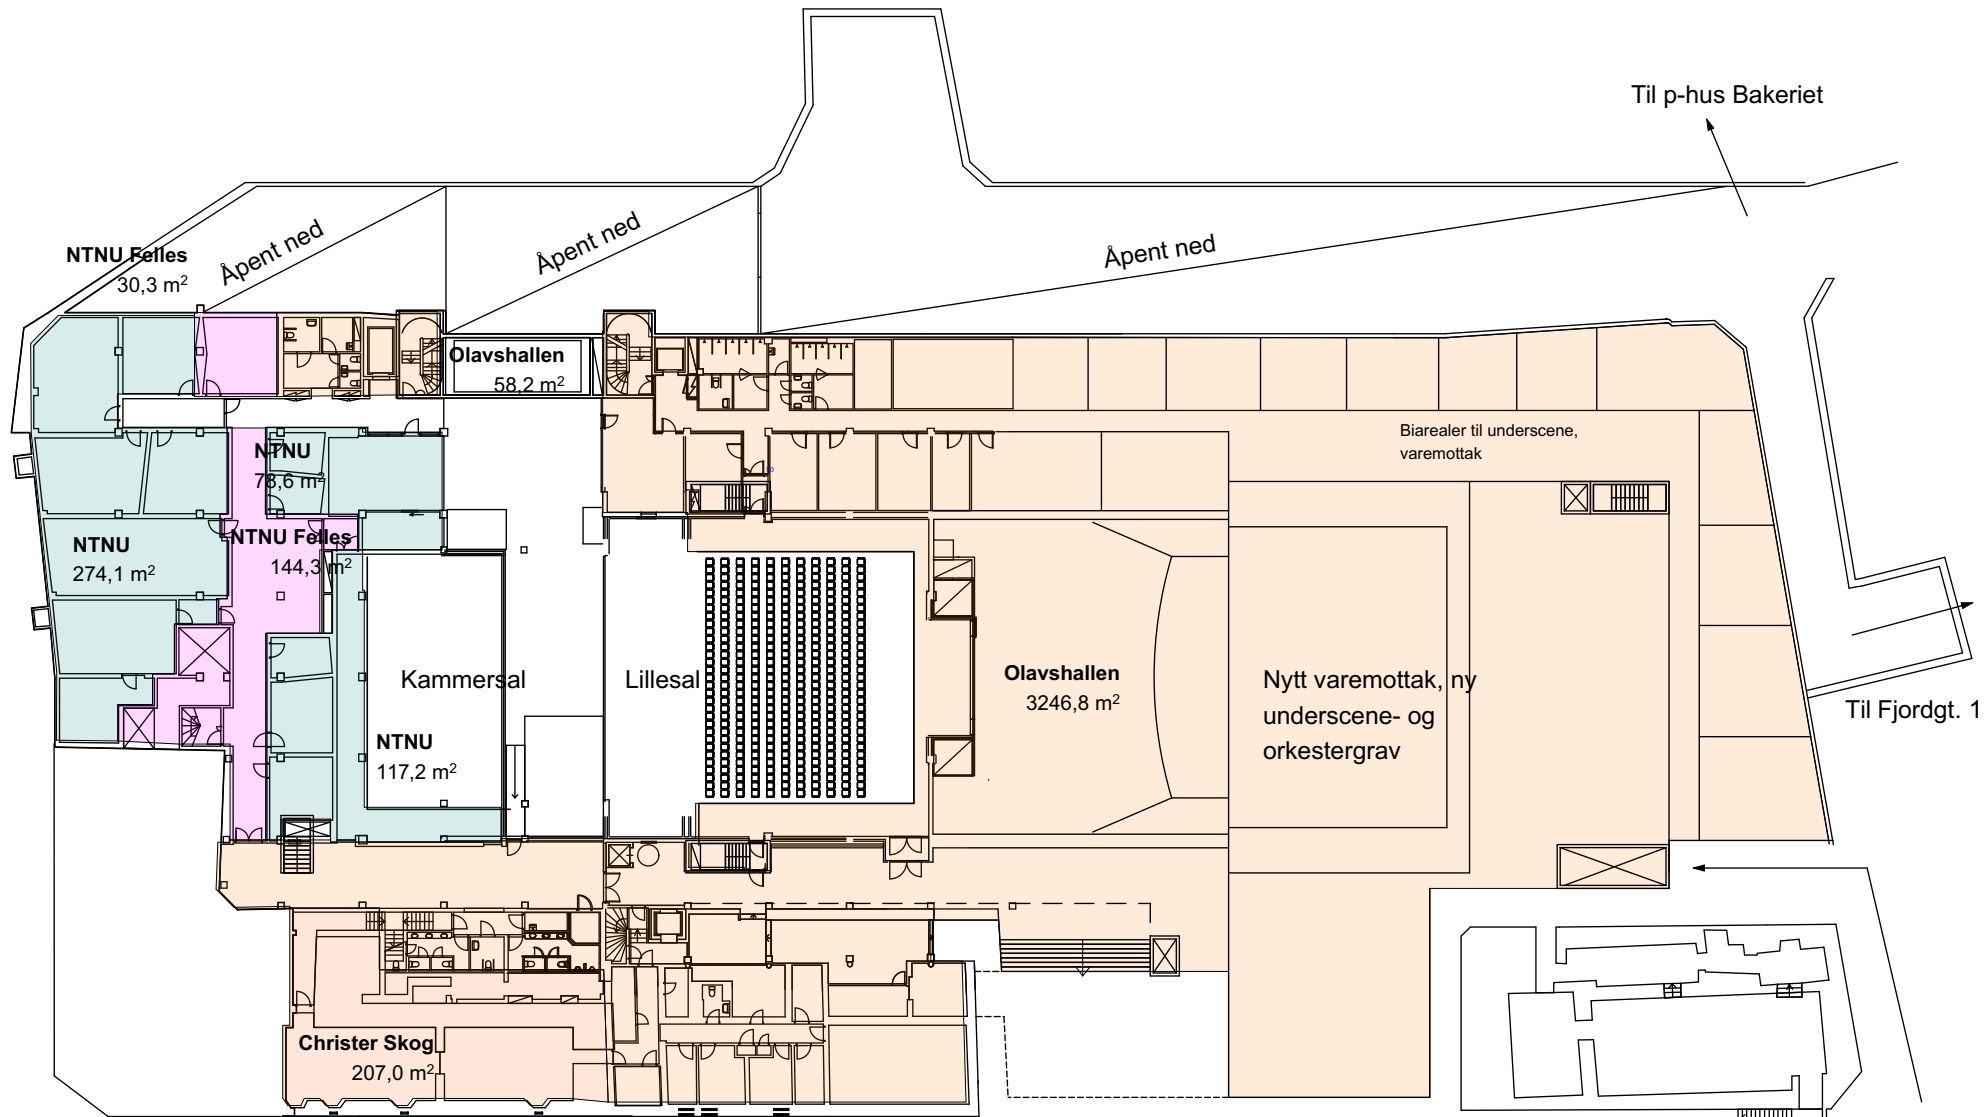 Til p-hus Bakeriet
NTNU Felles
30,3 m²
Åpent ned
Åpent ned
Åpent ned
Olavshallen
58,2 m²
Biarealer til underscene,
varemottak
NTNU
78,6 m²
NTNU Felles
144,3 m²
NTNU
274,1 m²
Kammersal
Lillesal
Olavshallen
3246,8 m²
Nytt varemottak, ny
underscene- og
orkestergrav
Til Fjordgt. 1
NTNU
117,2 m²
Christer Skog
207,0 m²